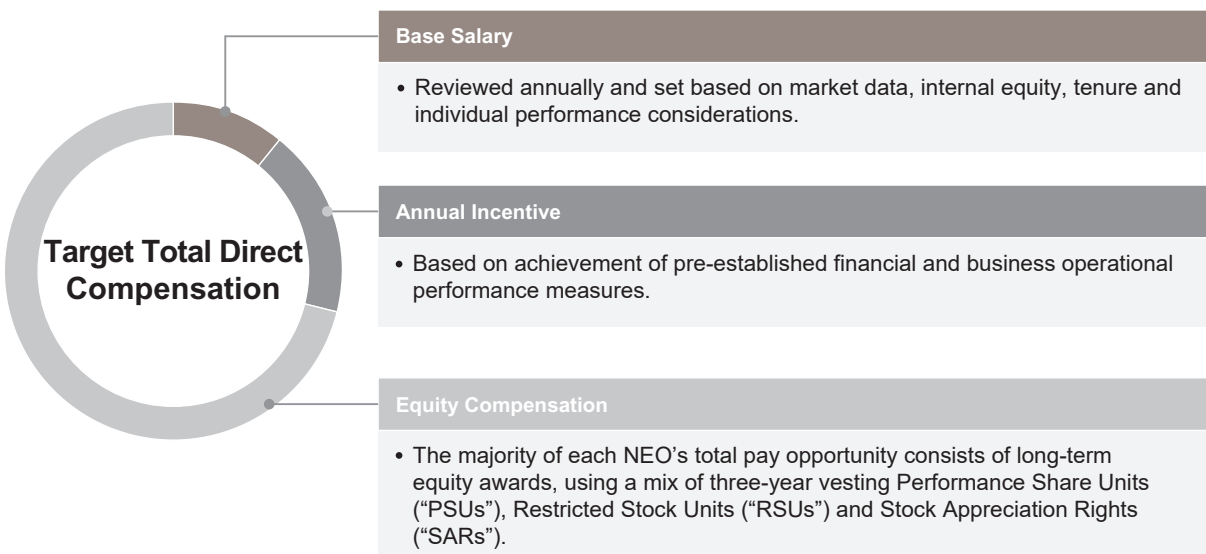 Target Total Direct
Compensation
Base Salary
• Reviewed annually and set based on market data, internal equity, tenure and
individual performance considerations.
Annual Incentive
• Based on achievement of pre-established financial and business operational
performance measures.
Equity Compensation
• The majority of each NEO’s total pay opportunity consists of long-term
equity awards, using a mix of three-year vesting Performance Share Units
(“PSUs”), Restricted Stock Units (“RSUs”) and Stock Appreciation Rights
(“SARs”).